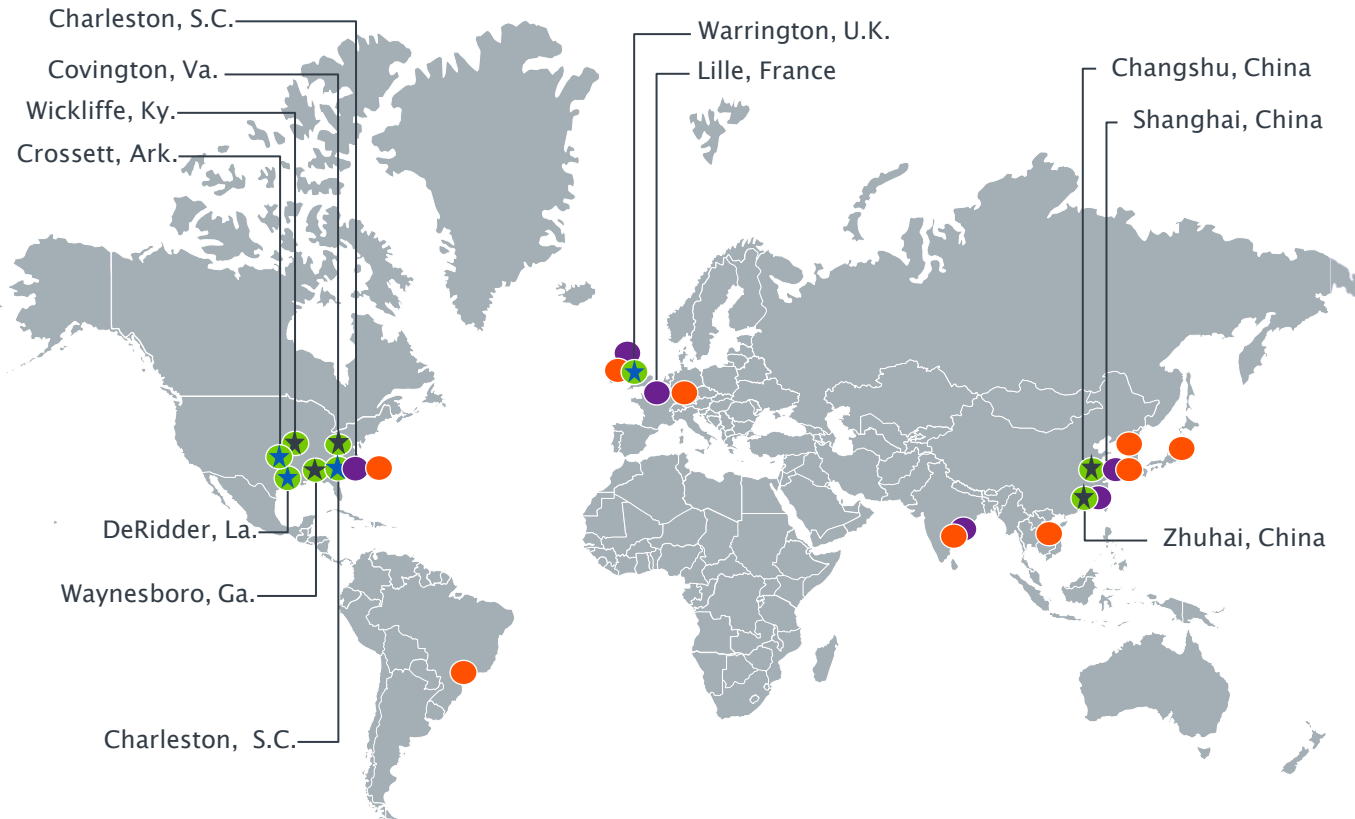 Charleston, S.C.
Covington, Va.
Wickliffe, Ky.
Crossett, Ark.
DeRidder, La.
Waynesboro, Ga.
Charleston,  S.C.
Warrington, U.K.
Lille, France
Changshu, China
Shanghai, China
Zhuhai, China